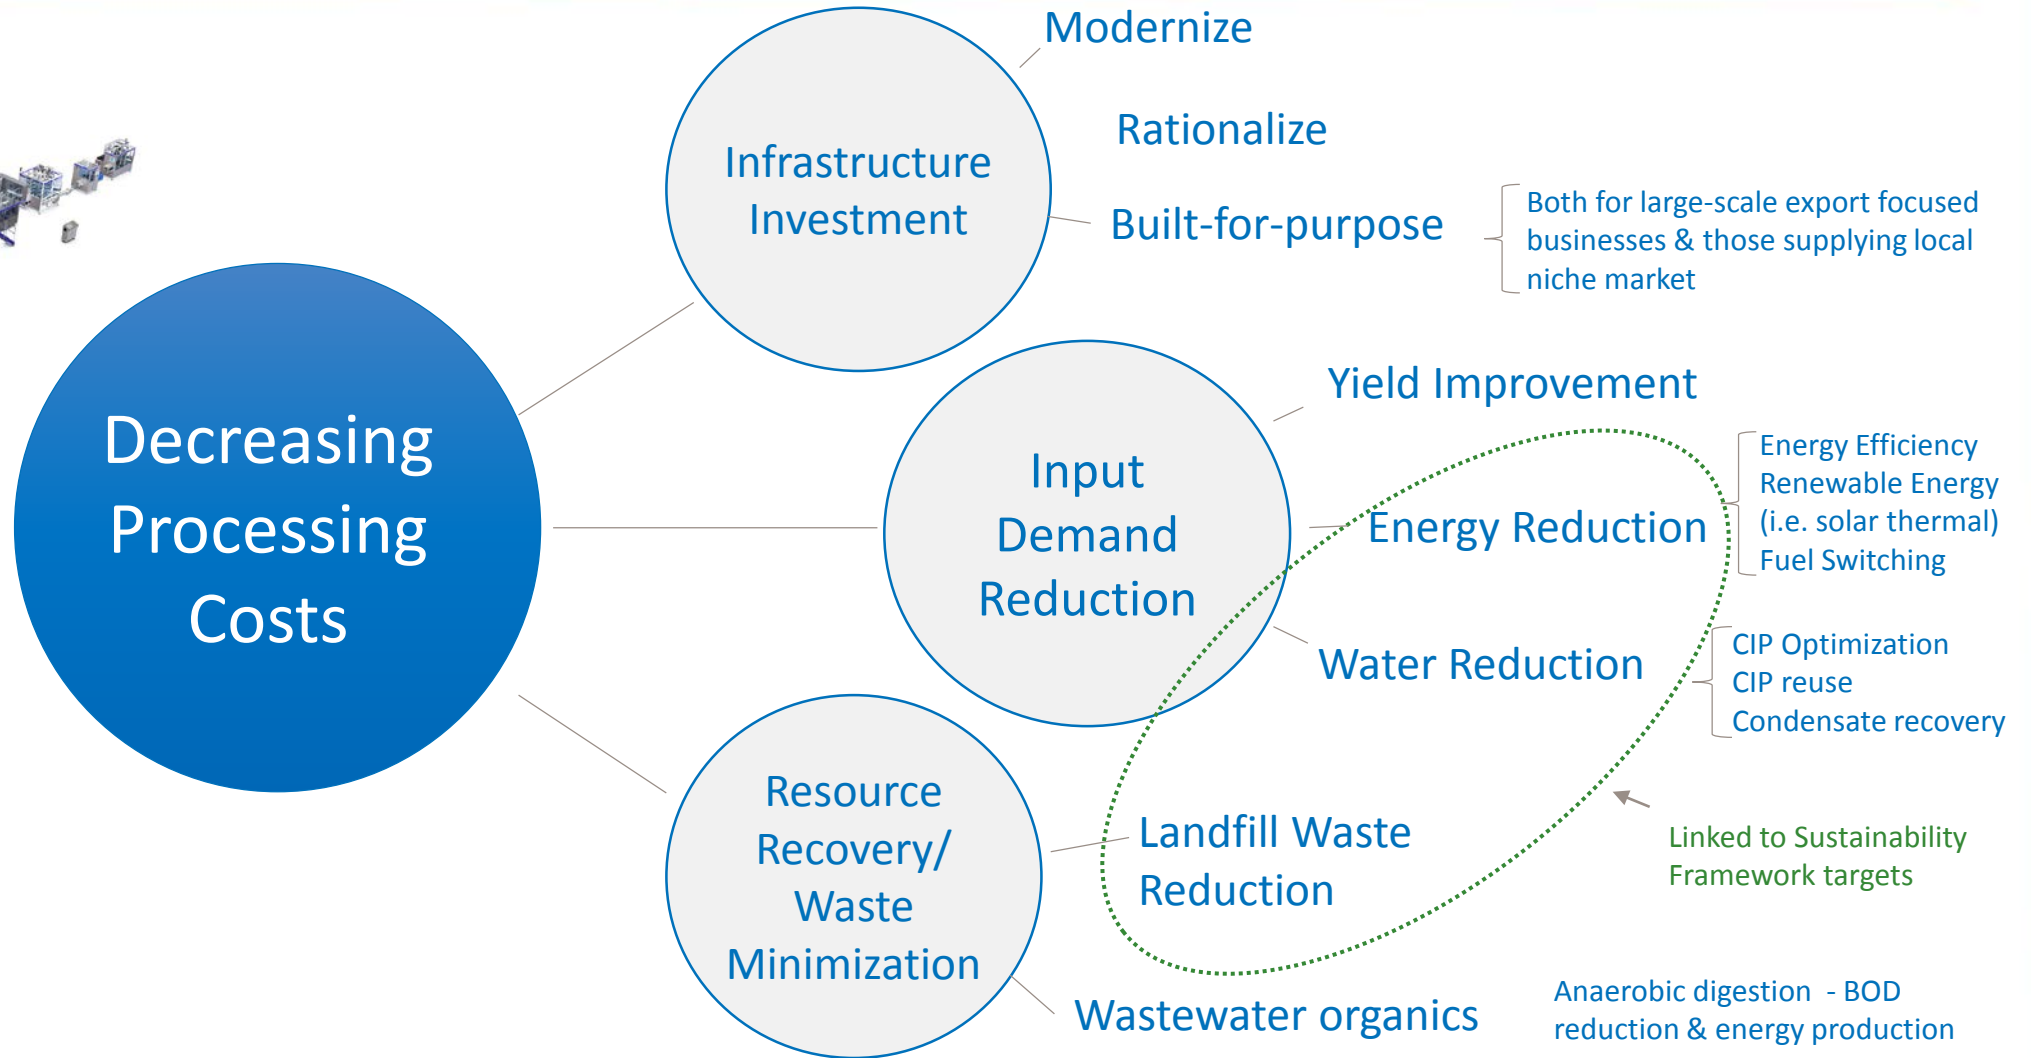 Decreasing
Processing
Costs
Infrastructure
Investment
Modernize
Rationalize
Built-for-purpose
Both for large-scale export focused
businesses & those supplying local
niche market
Input
Demand
Reduction
Yield Improvement
Energy Reduction
Energy Efficiency
Renewable Energy
(i.e. solar thermal)
Fuel Switching
Water Reduction
CIP Optimization
CIP reuse
Condensate recovery
Resource
Recovery/
Waste
Minimization
Landfill Waste
Reduction
Linked to Sustainability
Framework targets
Wastewater organics
Anaerobic digestion  - BOD
reduction & energy production